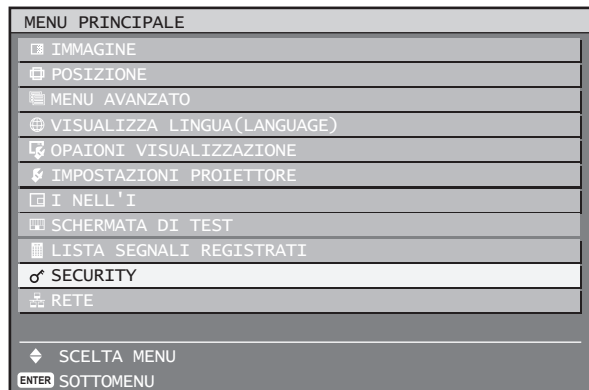 MENU PRINCIPALE
IMMAGINE
POSIZIONE
MENU AVANZATO
VISUALIZZA LINGUA(LANGUAGE)
OPAIONI VISUALIZZAZIONE
IMPOSTAZIONI PROIETTORE
I NELL'I
SCHERMATA DI TEST
LISTA SEGNALI REGISTRATI
SECURITY
RETE
SCELTA MENU
ENTER SOTTOMENU